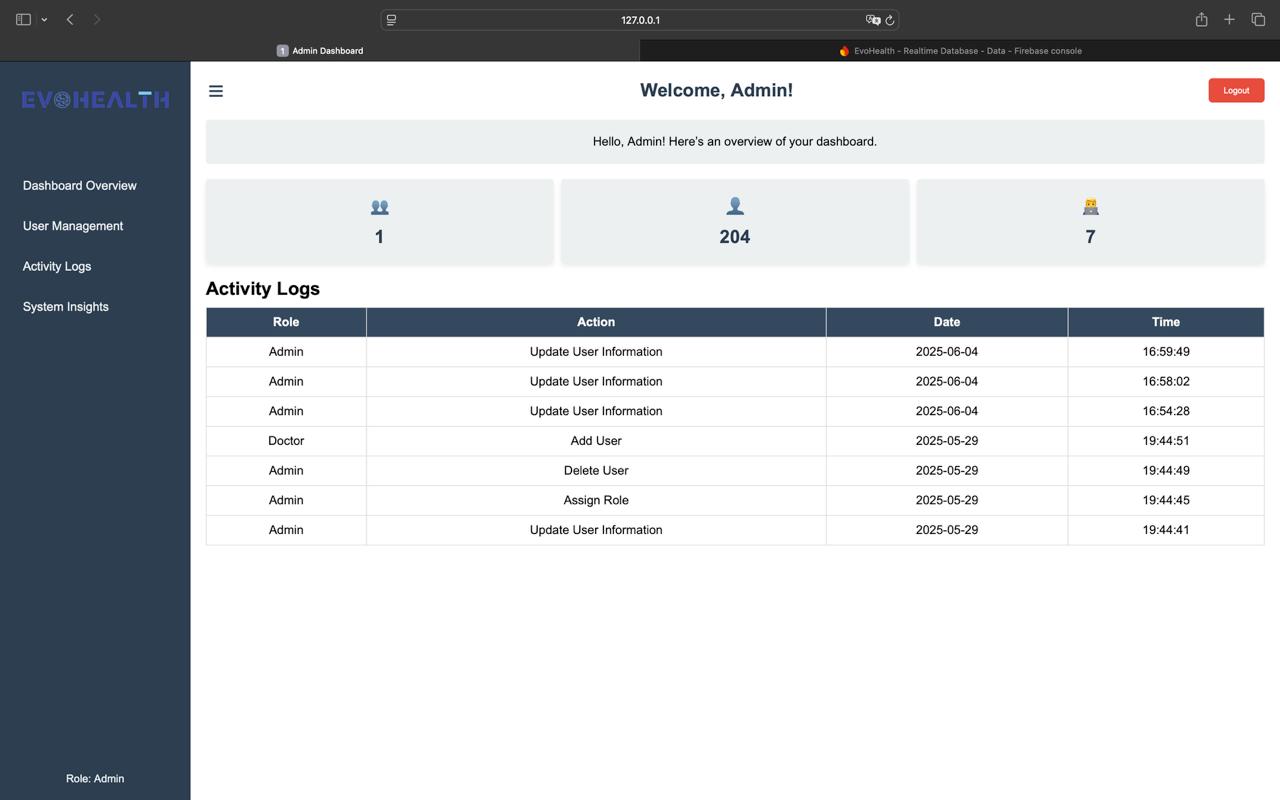 127.0.0.1
1 Admin Dashboard
EvoHealth - Realtime Database - Data - Firebase console
EVOHEALTH
Welcome, Admin!
Logout
Hello, Admin! Here's an overview of your dashboard.
Dashboard Overview
User Management
Activity Logs
System Insights
1 204 7
Activity Logs
Role Action Date Time
Admin Update User Information 2025-06-04 16:59:49
Admin Update User Information 2025-06-04 16:58:02
Admin Update User Information 2025-06-04 16:54:28
Doctor Add User 2025-05-29 19:44:51
Admin Delete User 2025-05-29 19:44:49
Admin Assign Role 2025-05-29 19:44:45
Admin Update User Information 2025-05-29 19:44:41
Role: Admin